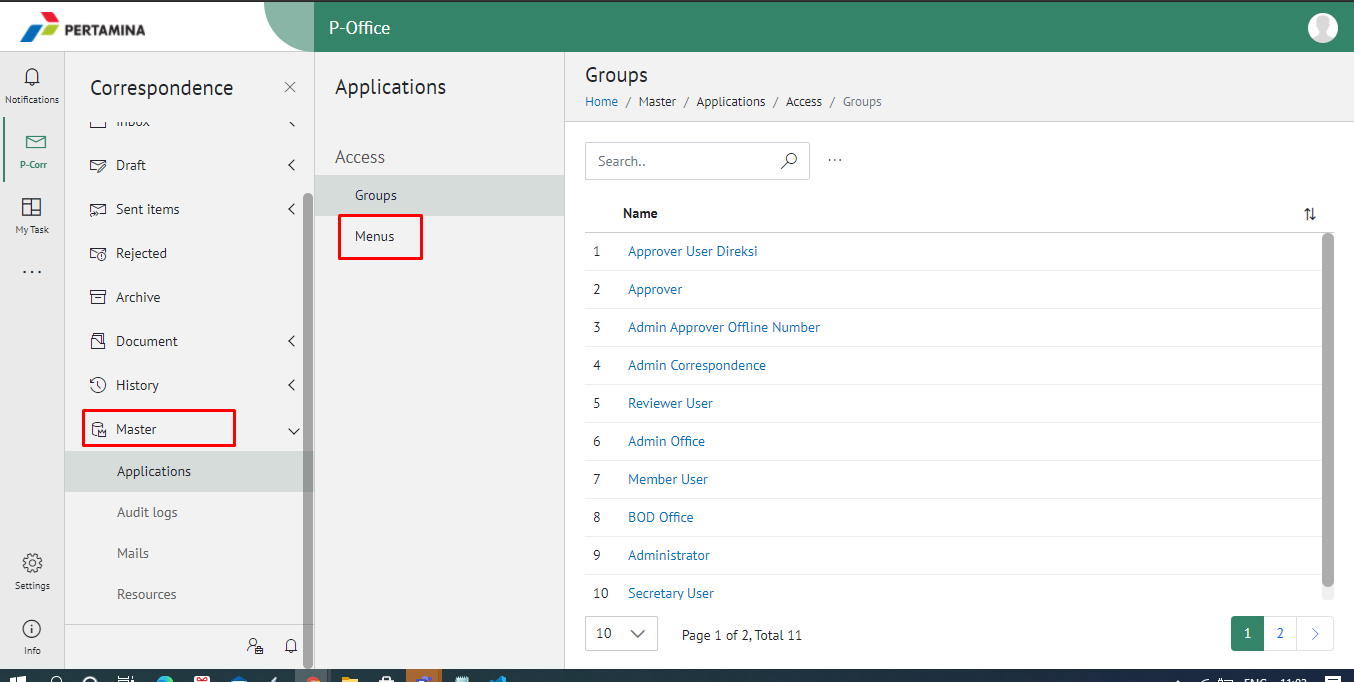 PERTAMINA
P-Office
Notifications
P-Corr
My Task
Settings
Info
Correspondence
Inbox
Draft
Sent items
Rejected
Archive
Document
History
Master
Applications
Audit logs
Mails
Resources
Applications
Access
Groups
Menus
Groups
Home / Master / Applications / Access / Groups
Search..
Name
1 Approver User Direksi
2 Approver
3 Admin Approver Offline Number
4 Admin Correspondence
5 Reviewer User
6 Admin Office
7 Member User
8 BOD Office
9 Administrator
10 Secretary User
10 Page 1 of 2, Total 11
1 2
ENG